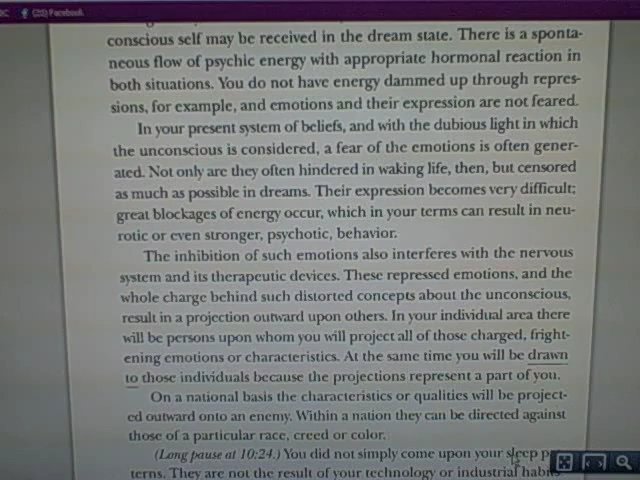 (20) Facebook
conscious self may be received in the dream state. There is a sponta-
neous flow of psychic energy with appropriate hormonal reaction in
both situations. You do not have energy dammed up through repres-
sions, for example, and emotions and their expression are not feared.
In your present system of beliefs, and with the dubious light in which
the unconscious is considered, a fear of the emotions is often gener-
ated. Not only are they often hindered in waking life, then, but censored
as much as possible in dreams. Their expression becomes very difficult;
great blockages of energy occur, which in your terms can result in neu-
rotic or even stronger, psychotic, behavior.
The inhibition of such emotions also interferes with the nervous
system and its therapeutic devices. These repressed emotions, and the
whole charge behind such distorted concepts about the unconscious,
result in a projection outward upon others. In your individual area there
will be persons upon whom you will project all of those charged, fright-
ening emotions or characteristics. At the same time you will be drawn
to those individuals because the projections represent a part of you.
On a national basis the characteristics or qualities will be project-
ed outward onto an enemy. Within a nation they can be directed against
those of a particular race, creed or color.
(Long pause at 10:24.) You did not simply come upon your sleep
terns. They are not the result of your technology or industrial habits